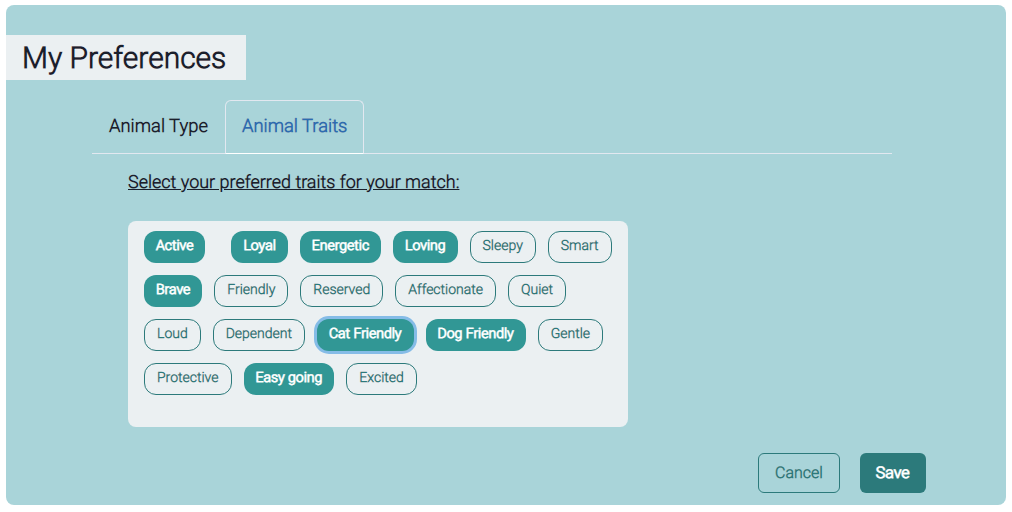 My Preferences
Animal Type Animal Traits
Select your preferred traits for your match:
Active Loyal Energetic Loving Sleepy Smart
Brave Friendly Reserved Affectionate Quiet
Loud Dependent Cat Friendly Dog Friendly Gentle
Protective Easy going Excited
Cancel Save